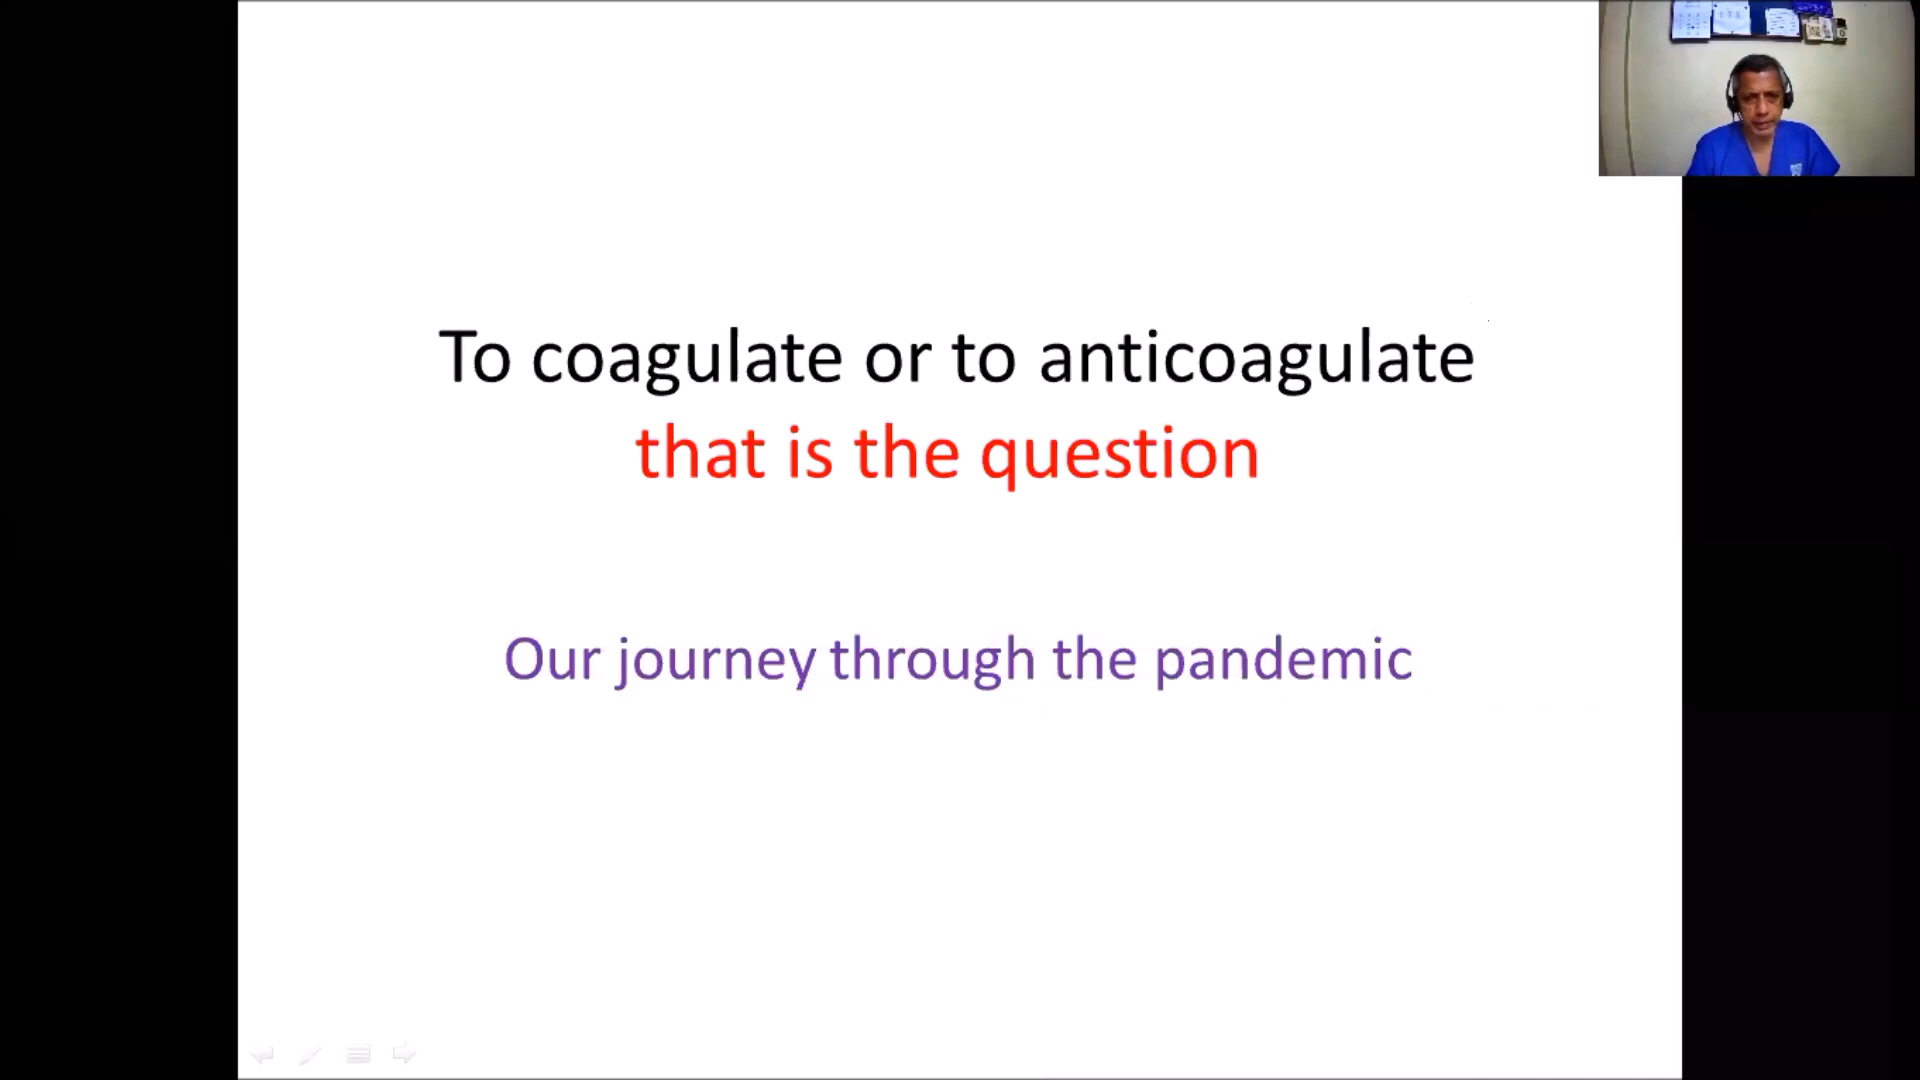 To coagulate or to anticoagulate
that is the question
Our journey through the pandemic